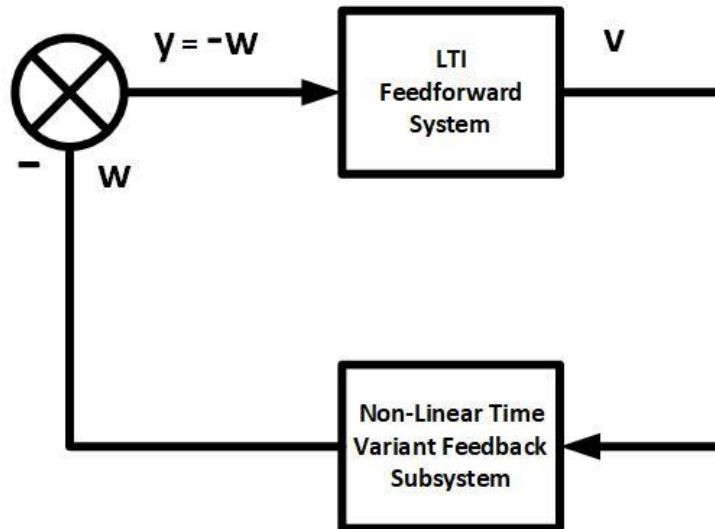 y = -w
v
LTI
Feedforward
System
-
w
Non-Linear Time
Variant Feedback
Subsystem